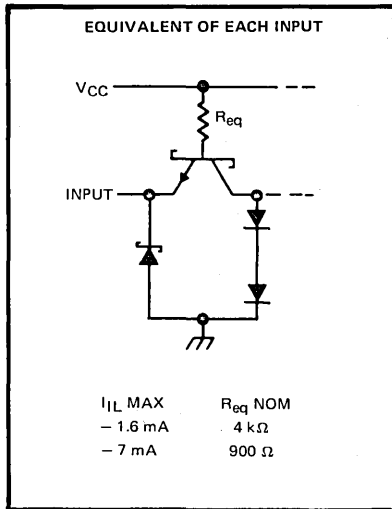 EQUIVALENT OF EACH INPUT
VCC
Req
INPUT
IIL MAX Req NOM
– 1.6 mA 4 kΩ
– 7 mA 900 Ω